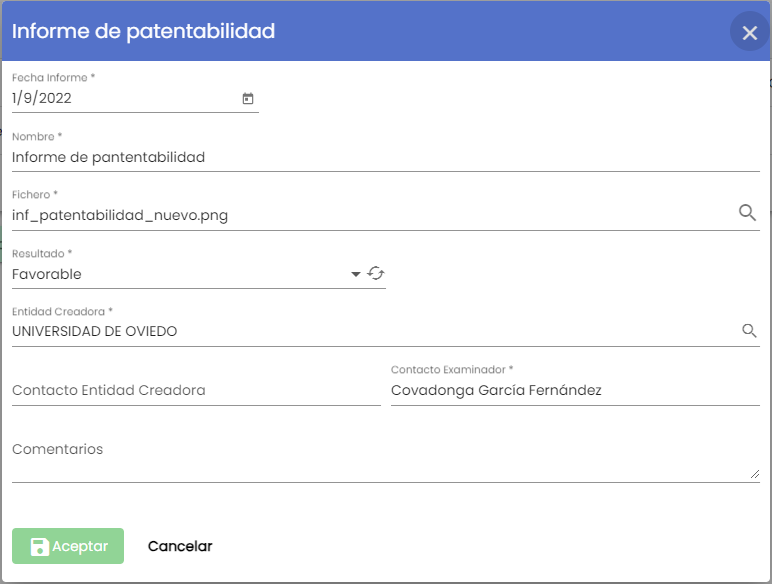 Informe de patentabilidad
Fecha Informe *
1/9/2022
Nombre *
Informe de pantentabilidad
Fichero *
inf_patentabilidad_nuevo.png
Resultado *
Favorable
Entidad Creadora *
UNIVERSIDAD DE OVIEDO
Contacto Entidad Creadora
Contacto Examinador *
Covadonga García Fernández
Comentarios
Aceptar Cancelar